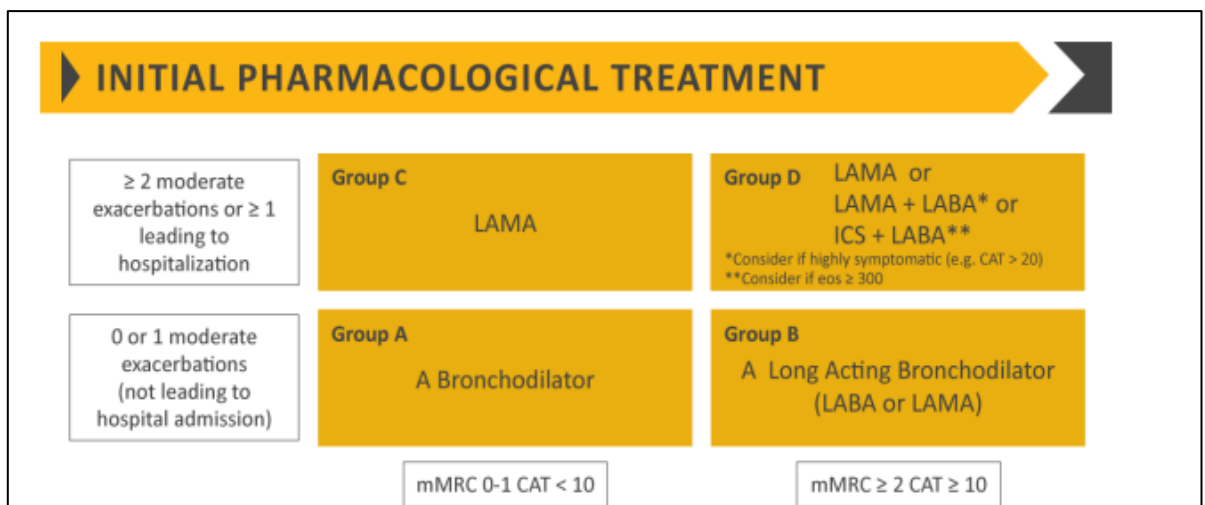 INITIAL PHARMACOLOGICAL TREATMENT
≥ 2 moderate
exacerbations or ≥ 1
leading to
hospitalization
Group C
LAMA
Group D
LAMA or
LAMA + LABA* or
ICS + LABA**
*Consider if highly symptomatic (e.g. CAT > 20)
**Consider if eos ≥ 300
0 or 1 moderate
exacerbations
(not leading to
hospital admission)
Group A
A Bronchodilator
Group B
A Long Acting Bronchodilator
(LABA or LAMA)
mMRC 0-1 CAT < 10
mMRC ≥ 2 CAT ≥ 10